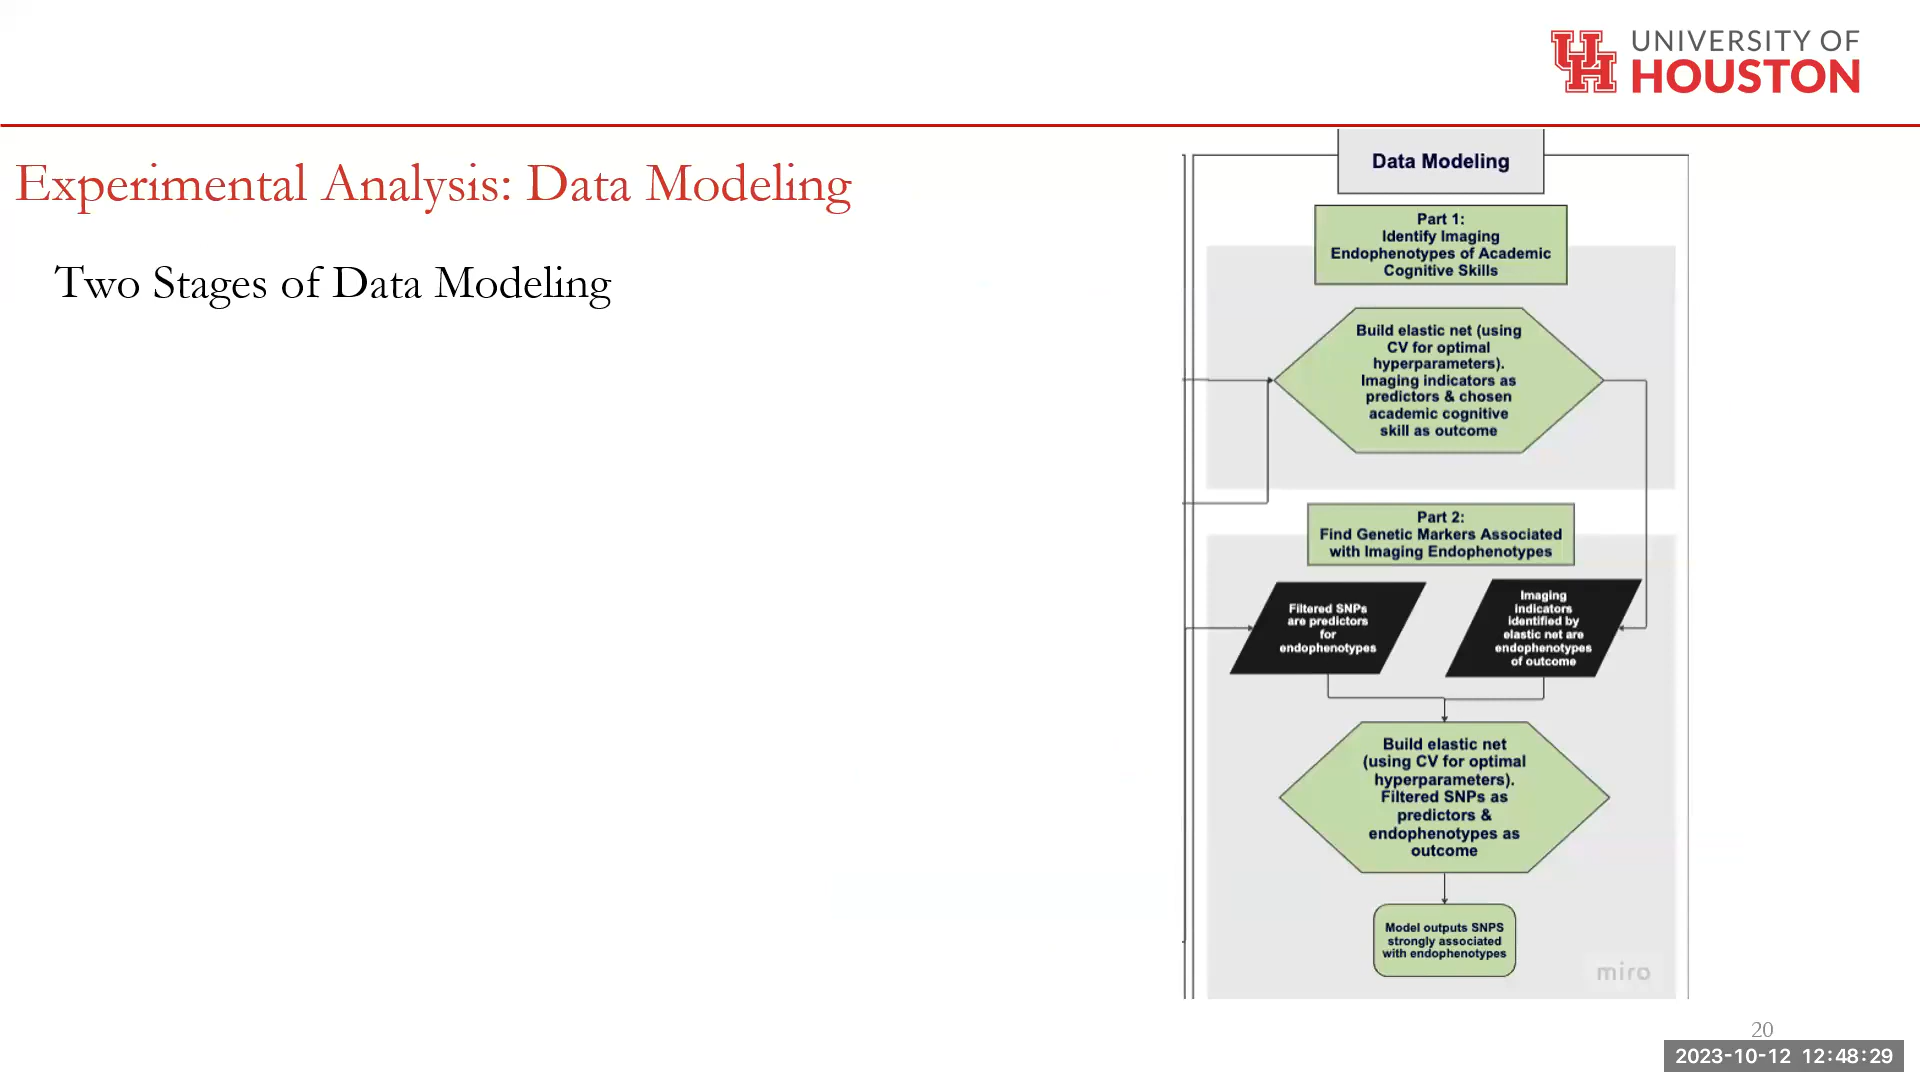 UNIVERSITY OF
HOUSTON
Experimental Analysis: Data Modeling
Two Stages of Data Modeling
Data Modeling
Part 1:
Identify Imaging
Endophenotypes of Academic
Cognitive Skills
Build elastic net (using
CV for optimal
hyperparameters).
Imaging indicators as
predictors & chosen
academic cognitive
skill as outcome
Part 2:
Find Genetic Markers Associated
with Imaging Endophenotypes
Filtered SNPs
are predictors
for
endophenotypes
Imaging
indicators
identified by
elastic net are
endophenotypes
of outcome
Build elastic net
(using CV for optimal
hyperparameters).
Filtered SNPs as
predictors &
endophenotypes as
outcome
Model outputs SNPS
strongly associated
with endophenotypes
miro
20
2023-10-12 12:48:29